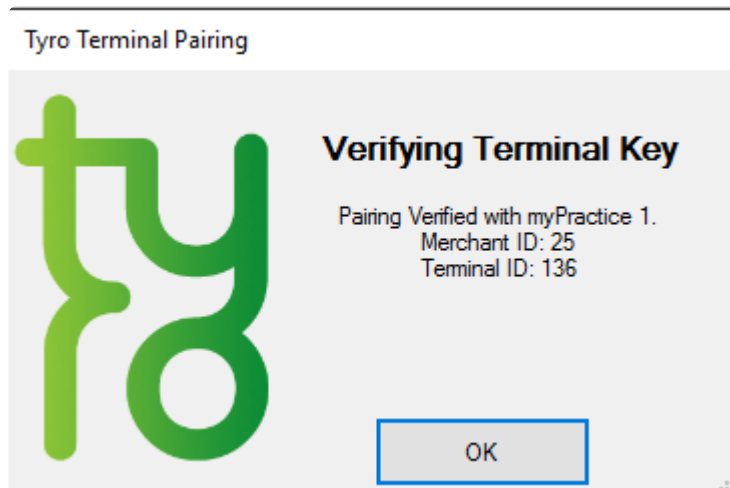 Tyro Terminal Pairing
tyro
Verifying Terminal Key
Pairing Verified with myPractice 1.
Merchant ID: 25
Terminal ID: 136
OK